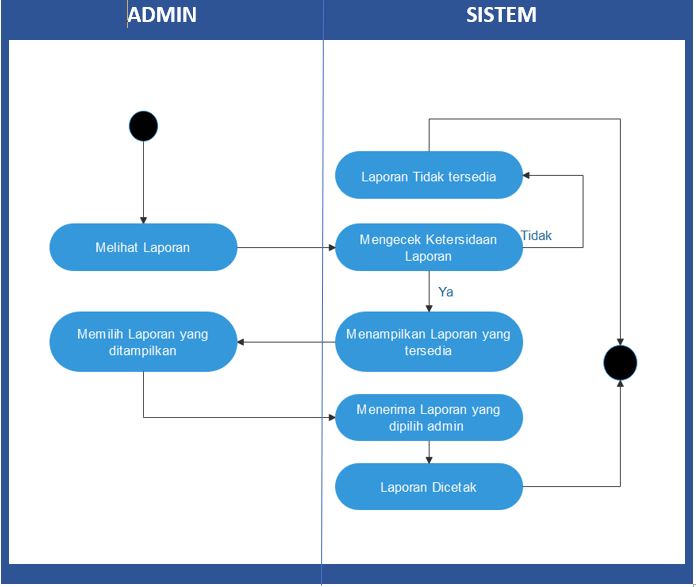 ADMIN
SISTEM
Laporan Tidak tersedia
Melihat Laporan
Mengecek Ketersidaan
Laporan
Tidak
Ya
Memilih Laporan yang
ditampilkan
Menampilkan Laporan yang
tersedia
Menerima Laporan yang
dipilih admin
Laporan Dicetak